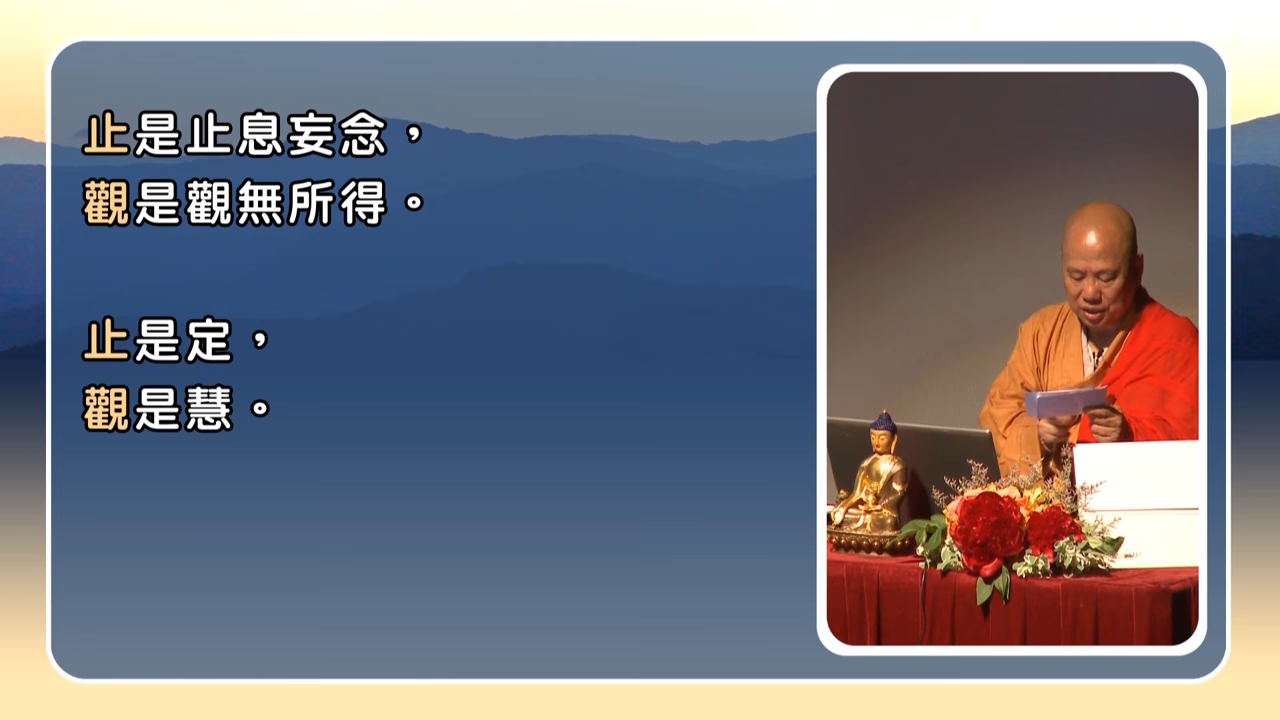 止是止息妄念，
觀是觀無所得。
止是定，
觀是慧。